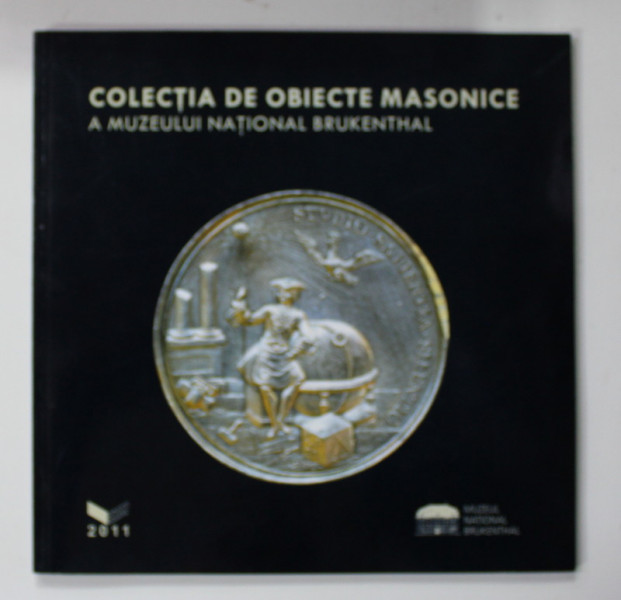 COLECȚIA DE OBIECTE MASONICE
A MUZEULUI NAȚIONAL BRUKENTHAL
2011
MUZEUL
NAȚIONAL
BRUKENTHAL